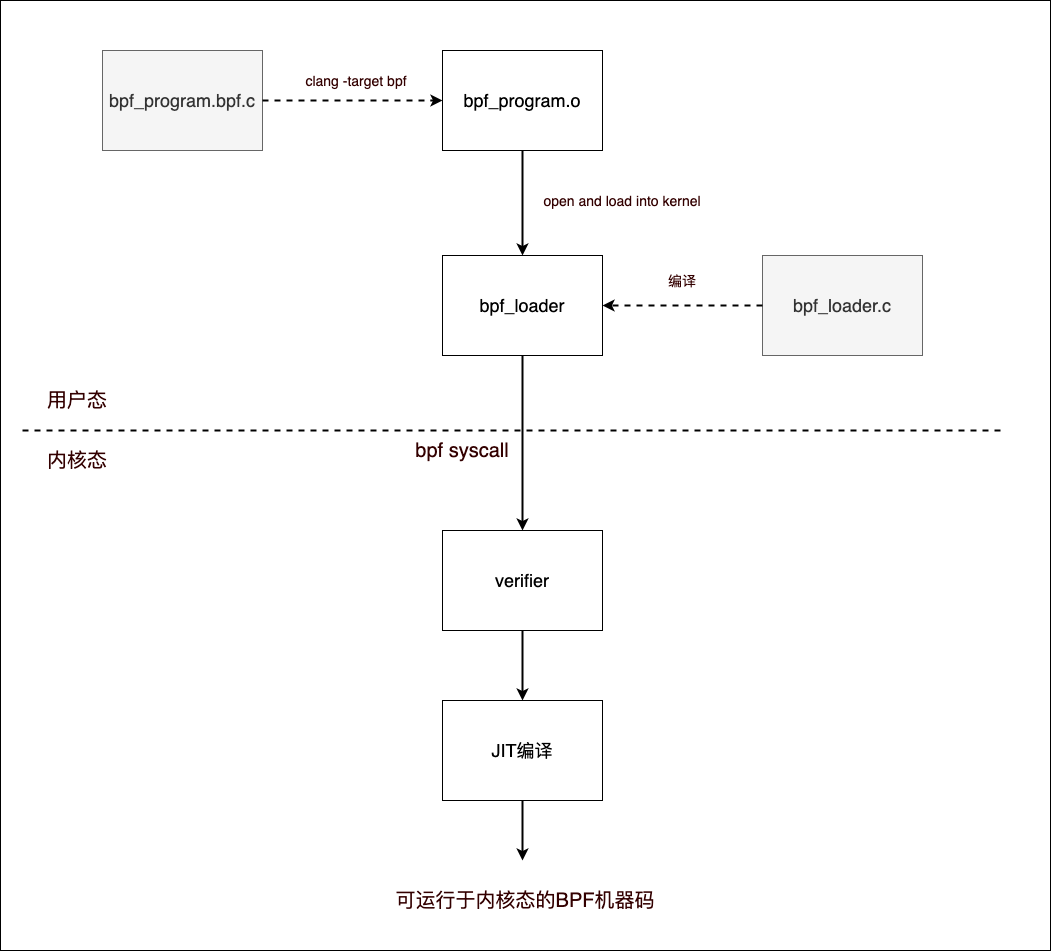 clang -target bpf
bpf_program.bpf.c
bpf_program.o
open and load into kernel
编译
bpf_loader
bpf_loader.c
用户态
bpf syscall
内核态
verifier
JIT编译
可运行于内核态的BPF机器码